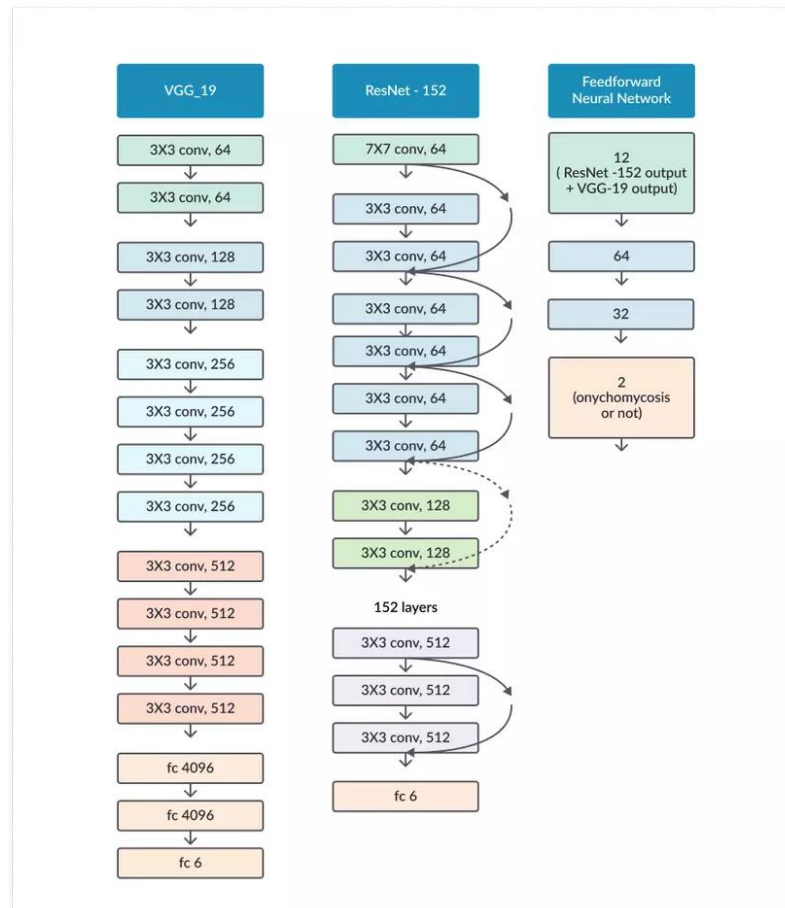 VGG_19
3X3 conv, 64
3X3 conv, 64
3X3 conv, 128
3X3 conv, 128
3X3 conv, 256
3X3 conv, 256
3X3 conv, 256
3X3 conv, 256
3X3 conv, 512
3X3 conv, 512
3X3 conv, 512
3X3 conv, 512
fc 4096
fc 4096
fc 6
ResNet - 152
7X7 conv, 64
3X3 conv, 64
3X3 conv, 64
3X3 conv, 64
3X3 conv, 64
3X3 conv, 64
3X3 conv, 64
3X3 conv, 128
3X3 conv, 128
152 layers
3X3 conv, 512
3X3 conv, 512
3X3 conv, 512
fc 6
Feedforward
Neural Network
12
( ResNet -152 output
+ VGG-19 output)
64
32
2
(onychomycosis
or not)